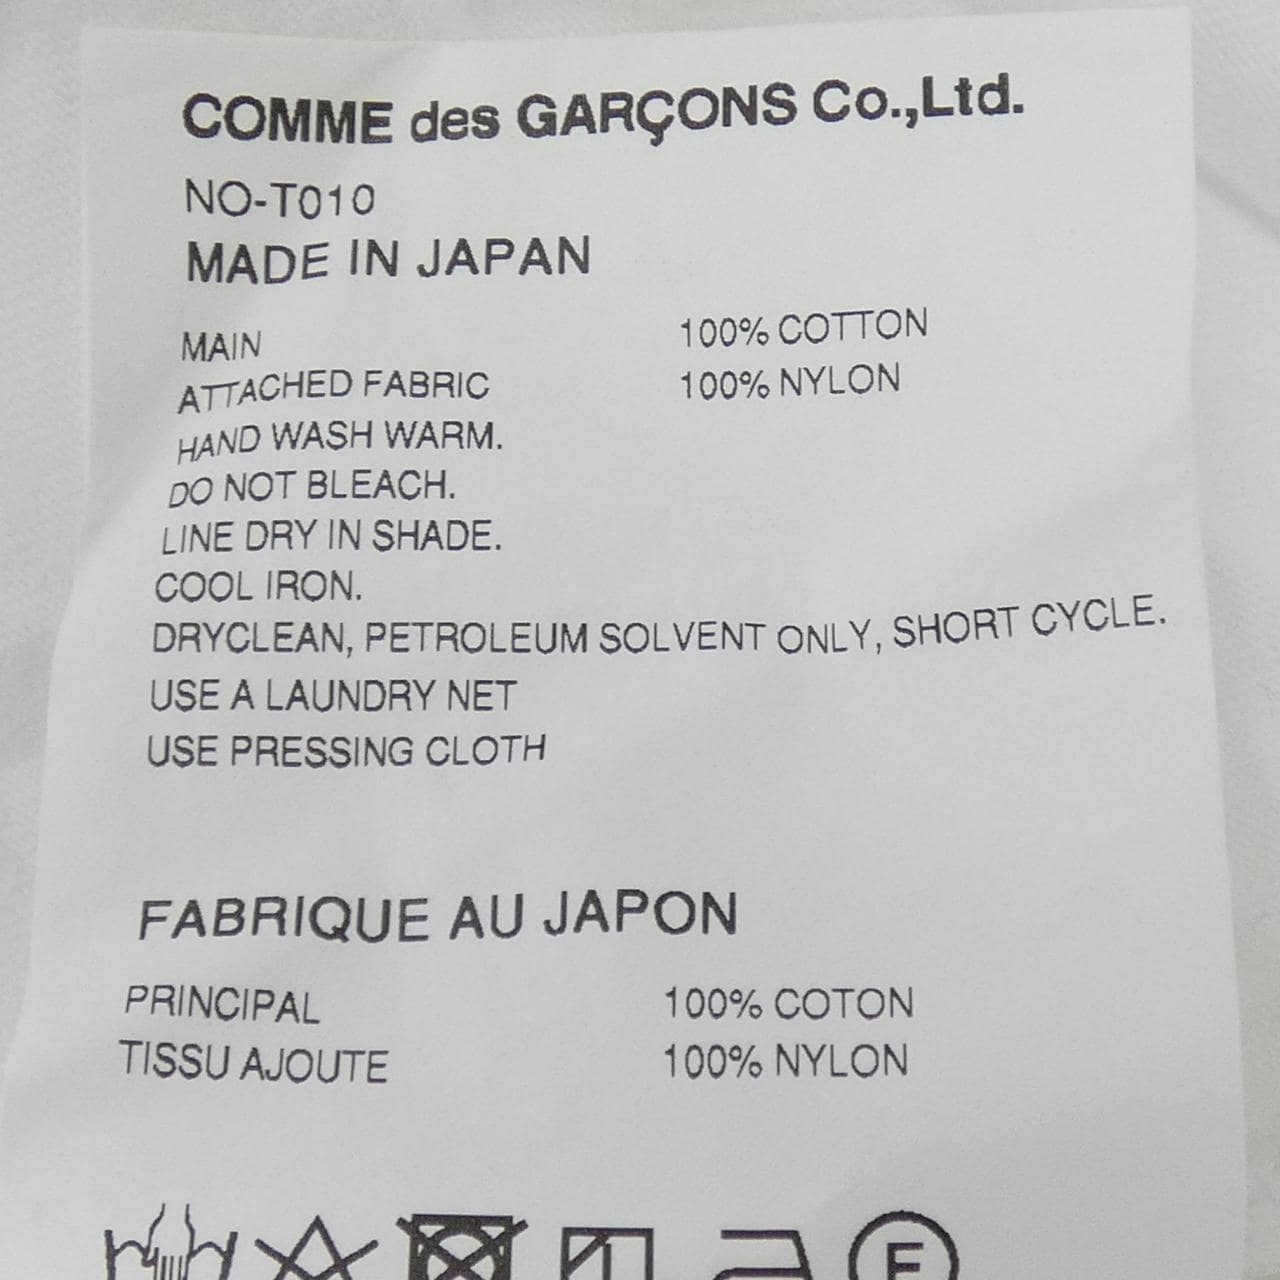 COMME des GARÇONS Co.,Ltd.
NO-T010
MADE IN JAPAN
MAIN 100% COTTON
ATTACHED FABRIC 100% NYLON
HAND WASH WARM.
DO NOT BLEACH.
LINE DRY IN SHADE.
COOL IRON.
DRYCLEAN, PETROLEUM SOLVENT ONLY, SHORT CYCLE.
USE A LAUNDRY NET
USE PRESSING CLOTH
FABRIQUE AU JAPON
PRINCIPAL 100% COTON
TISSU AJOUTE 100% NYLON
F